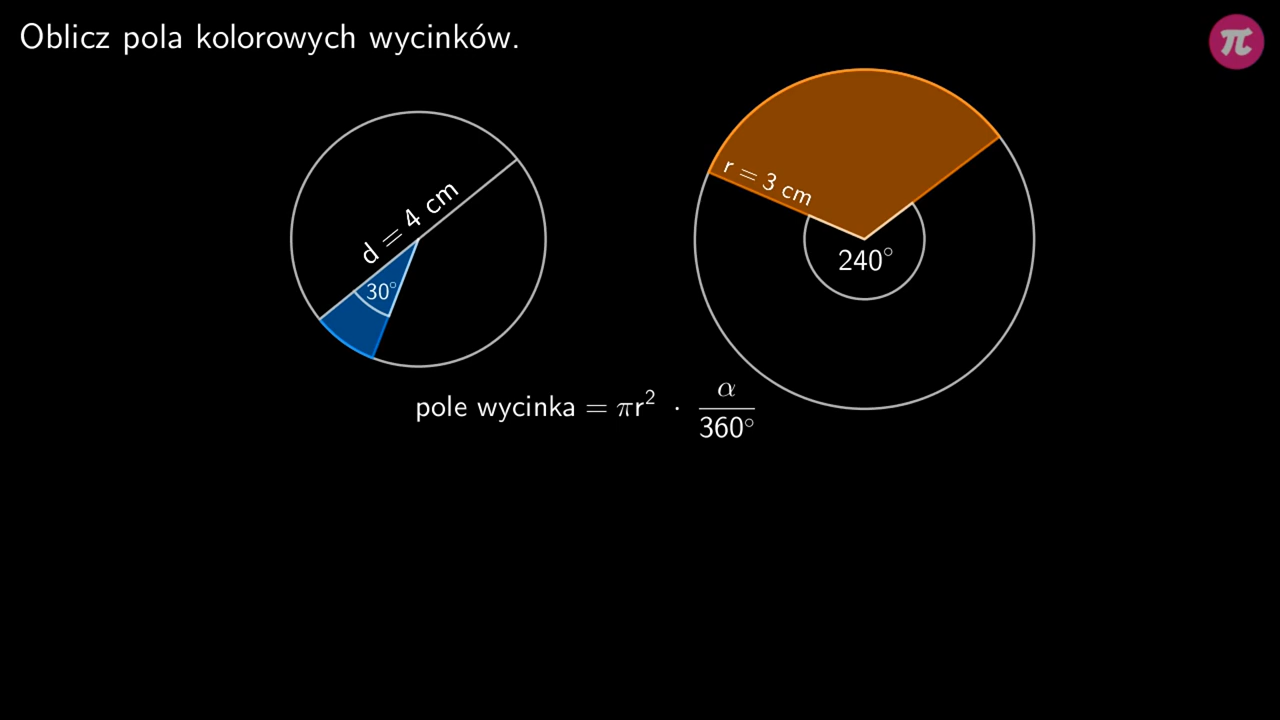 Oblicz pola kolorowych wycinków.
π
d = 4 cm
30°
r = 3 cm
240°
pole wycinka = πr² · α/360°